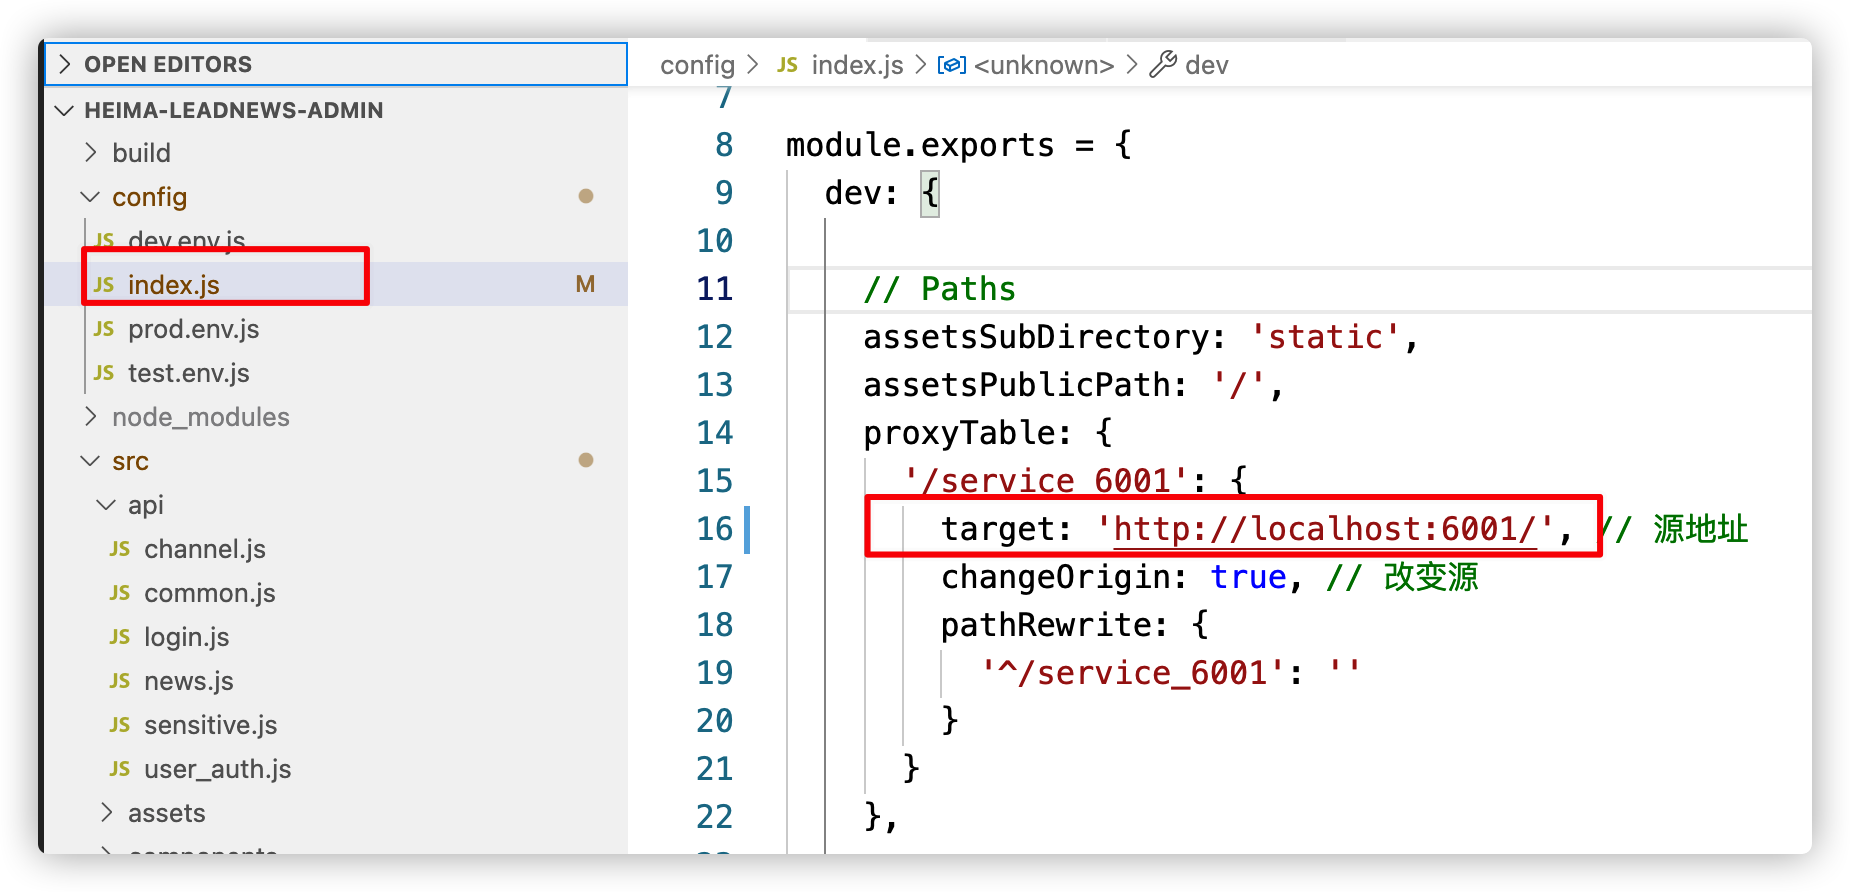 OPEN EDITORS
HEIMA-LEADNEWS-ADMIN
build
config
JS dev.env.js
JS index.js M
JS prod.env.js
JS test.env.js
node_modules
src
api
JS channel.js
JS common.js
JS login.js
JS news.js
JS sensitive.js
JS user_auth.js
assets
components
config > JS index.js > <unknown> > dev
7
8 module.exports = {
9 dev: {
10
11 // Paths
12 assetsSubDirectory: 'static',
13 assetsPublicPath: '/',
14 proxyTable: {
15 '/service_6001': {
16 target: 'http://localhost:6001/', // 源地址
17 changeOrigin: true, // 改变源
18 pathRewrite: {
19 '^/service_6001': ''
20 }
21 }
22 },
23